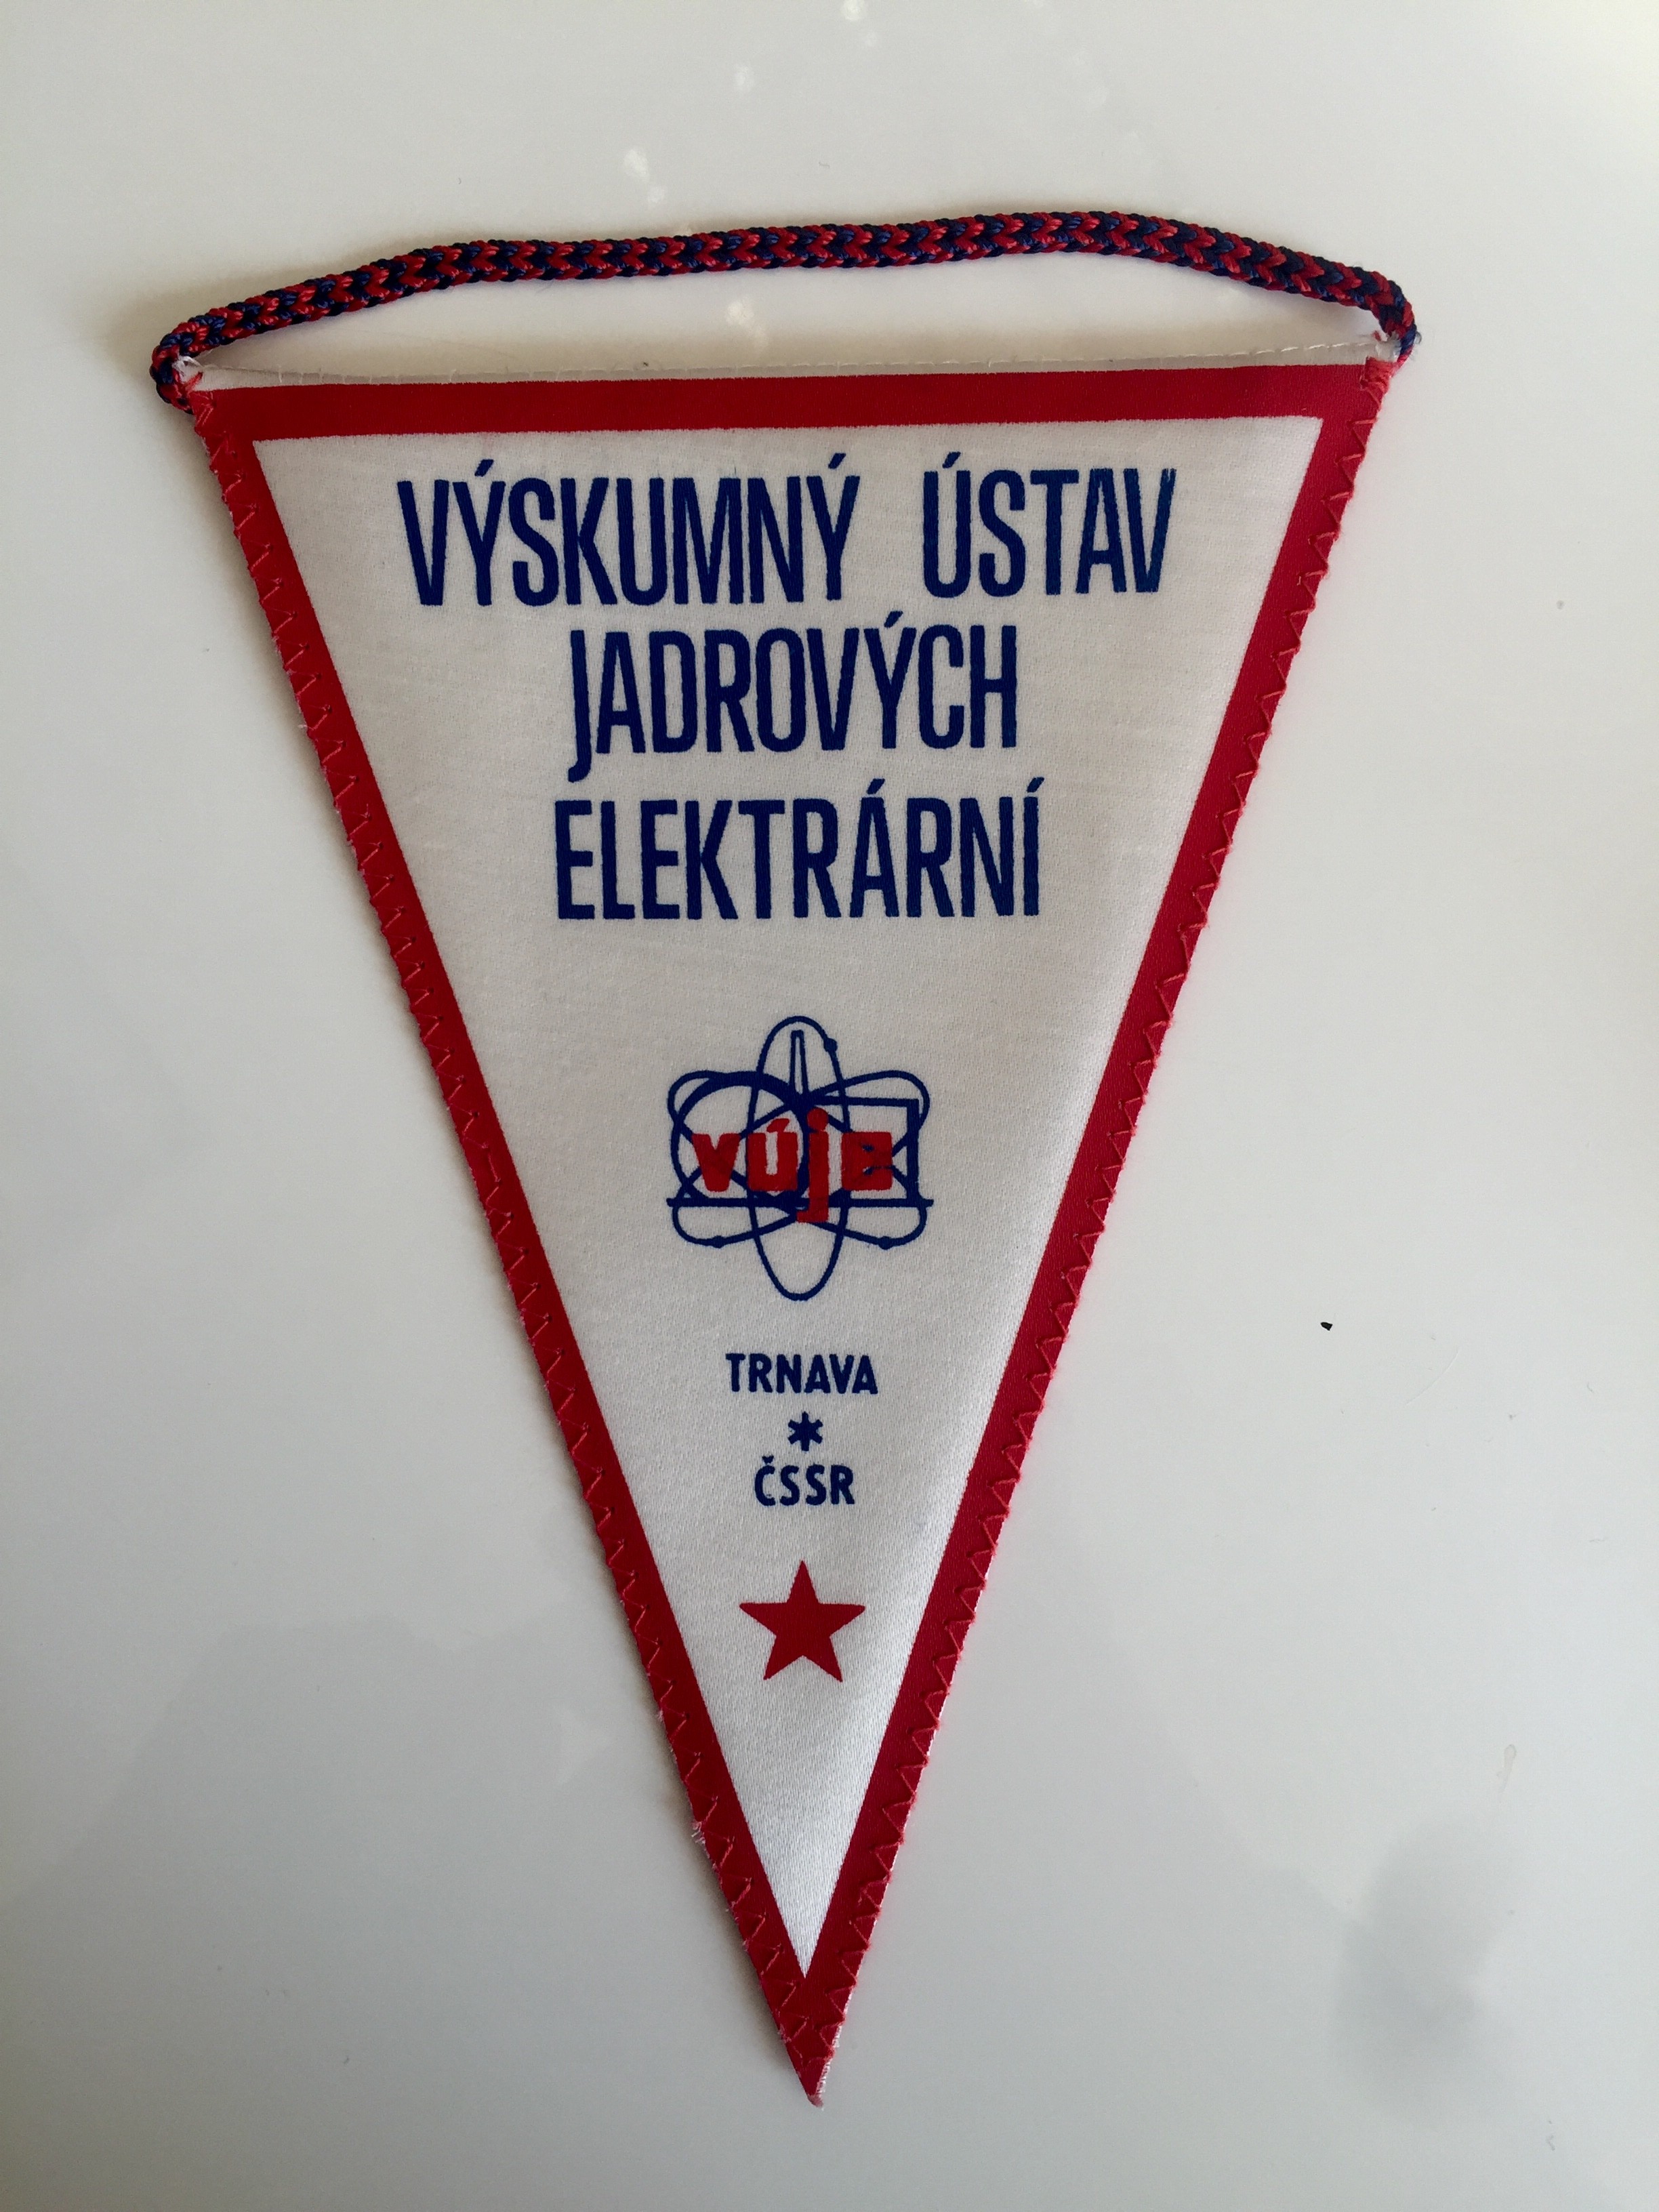 VÝSKUMNÝ ÚSTAV
JADROVÝCH
ELEKTRÁRNÍ
vúje
TRNAVA
*
ČSSR